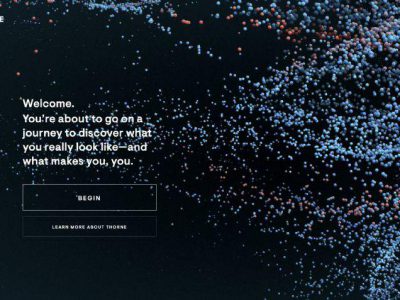 E
Welcome.
You're about to go on a
journey to discover what
you really look like—and
what makes you, you.
BEGIN
LEARN MORE ABOUT THORNE